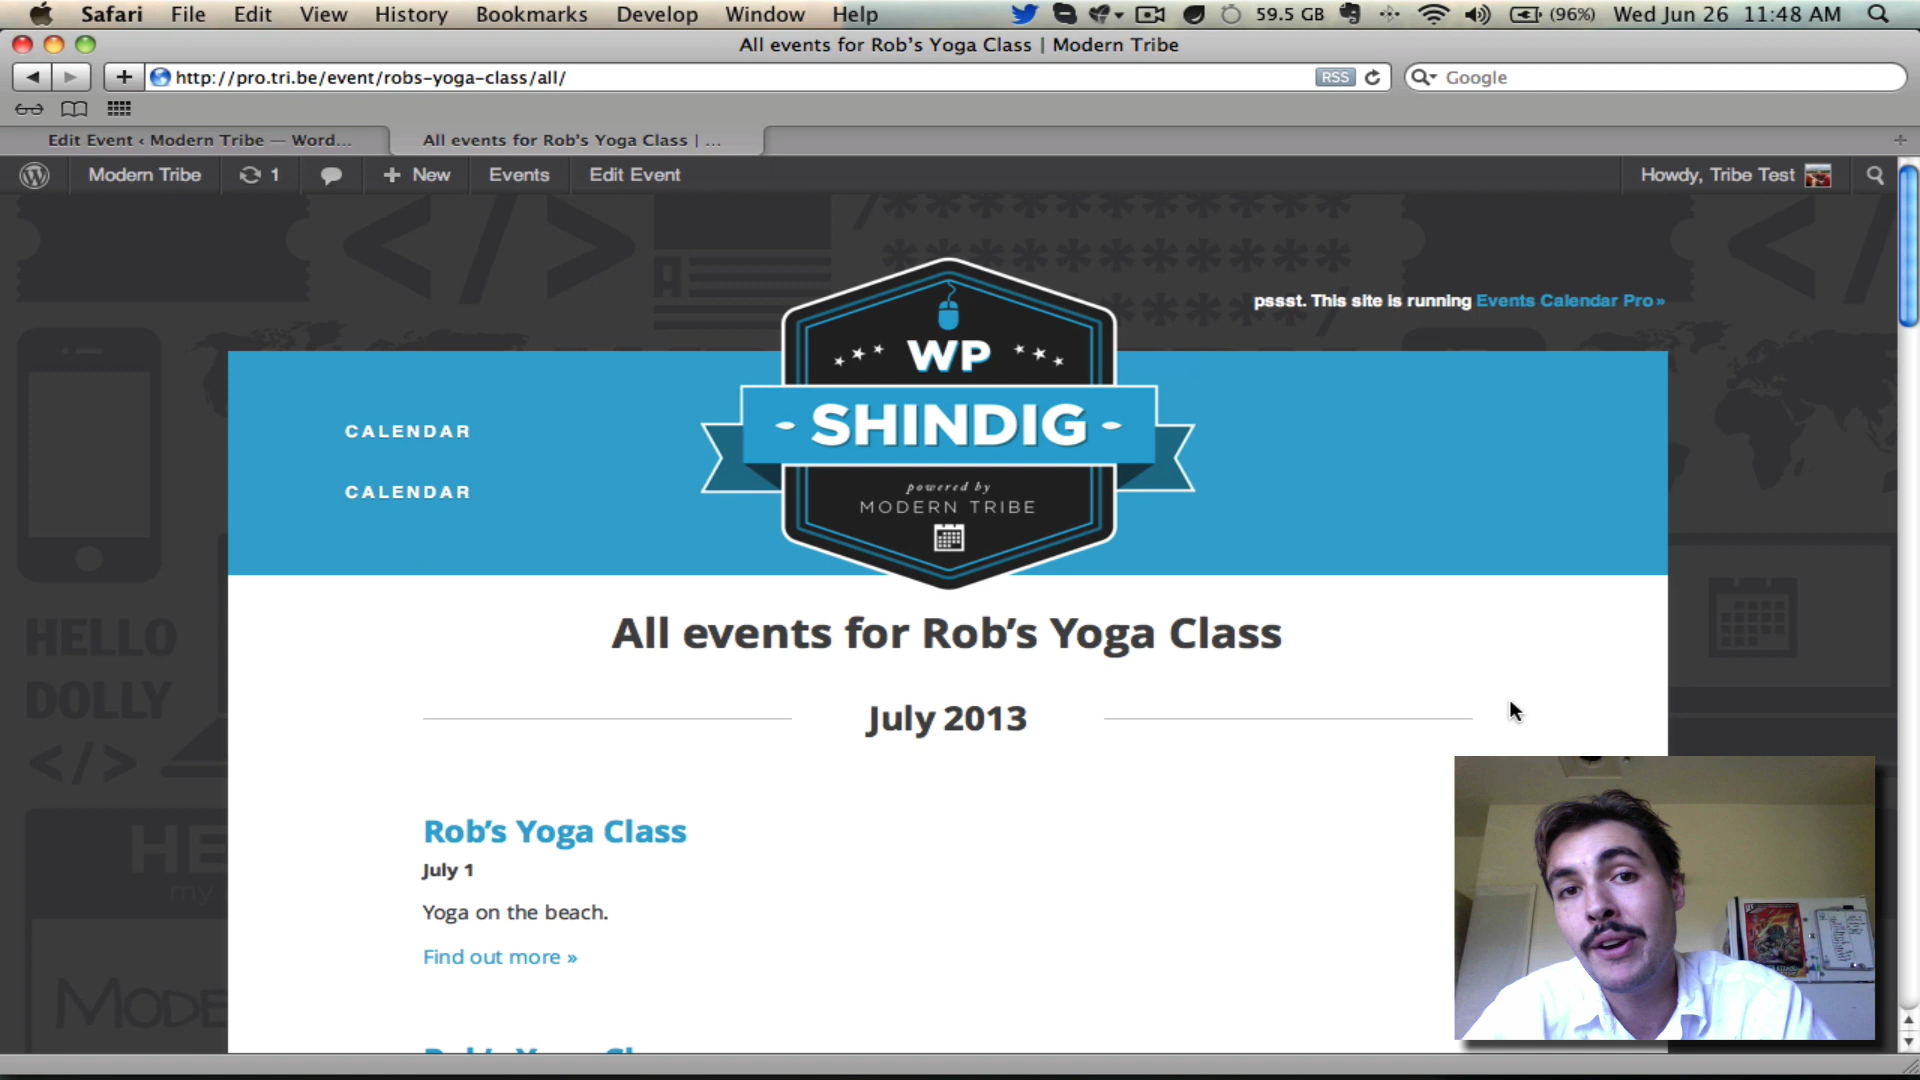 Safari File Edit View History Bookmarks Develop Window Help 59.5 GB (96%) Wed Jun 26 11:48 AM
All events for Rob's Yoga Class | Modern Tribe
http://pro.tri.be/event/robs-yoga-class/all/ RSS Google
Edit Event ‹ Modern Tribe — Word... All events for Rob's Yoga Class | ...
Modern Tribe 1 + New Events Edit Event Howdy, Tribe Test
pssst. This site is running Events Calendar Pro »
WP
CALENDAR
- SHINDIG -
CALENDAR
powered by
MODERN TRIBE
All events for Rob’s Yoga Class
HELLO
DOLLY
</>
July 2013
Rob’s Yoga Class
July 1
Yoga on the beach.
Find out more »